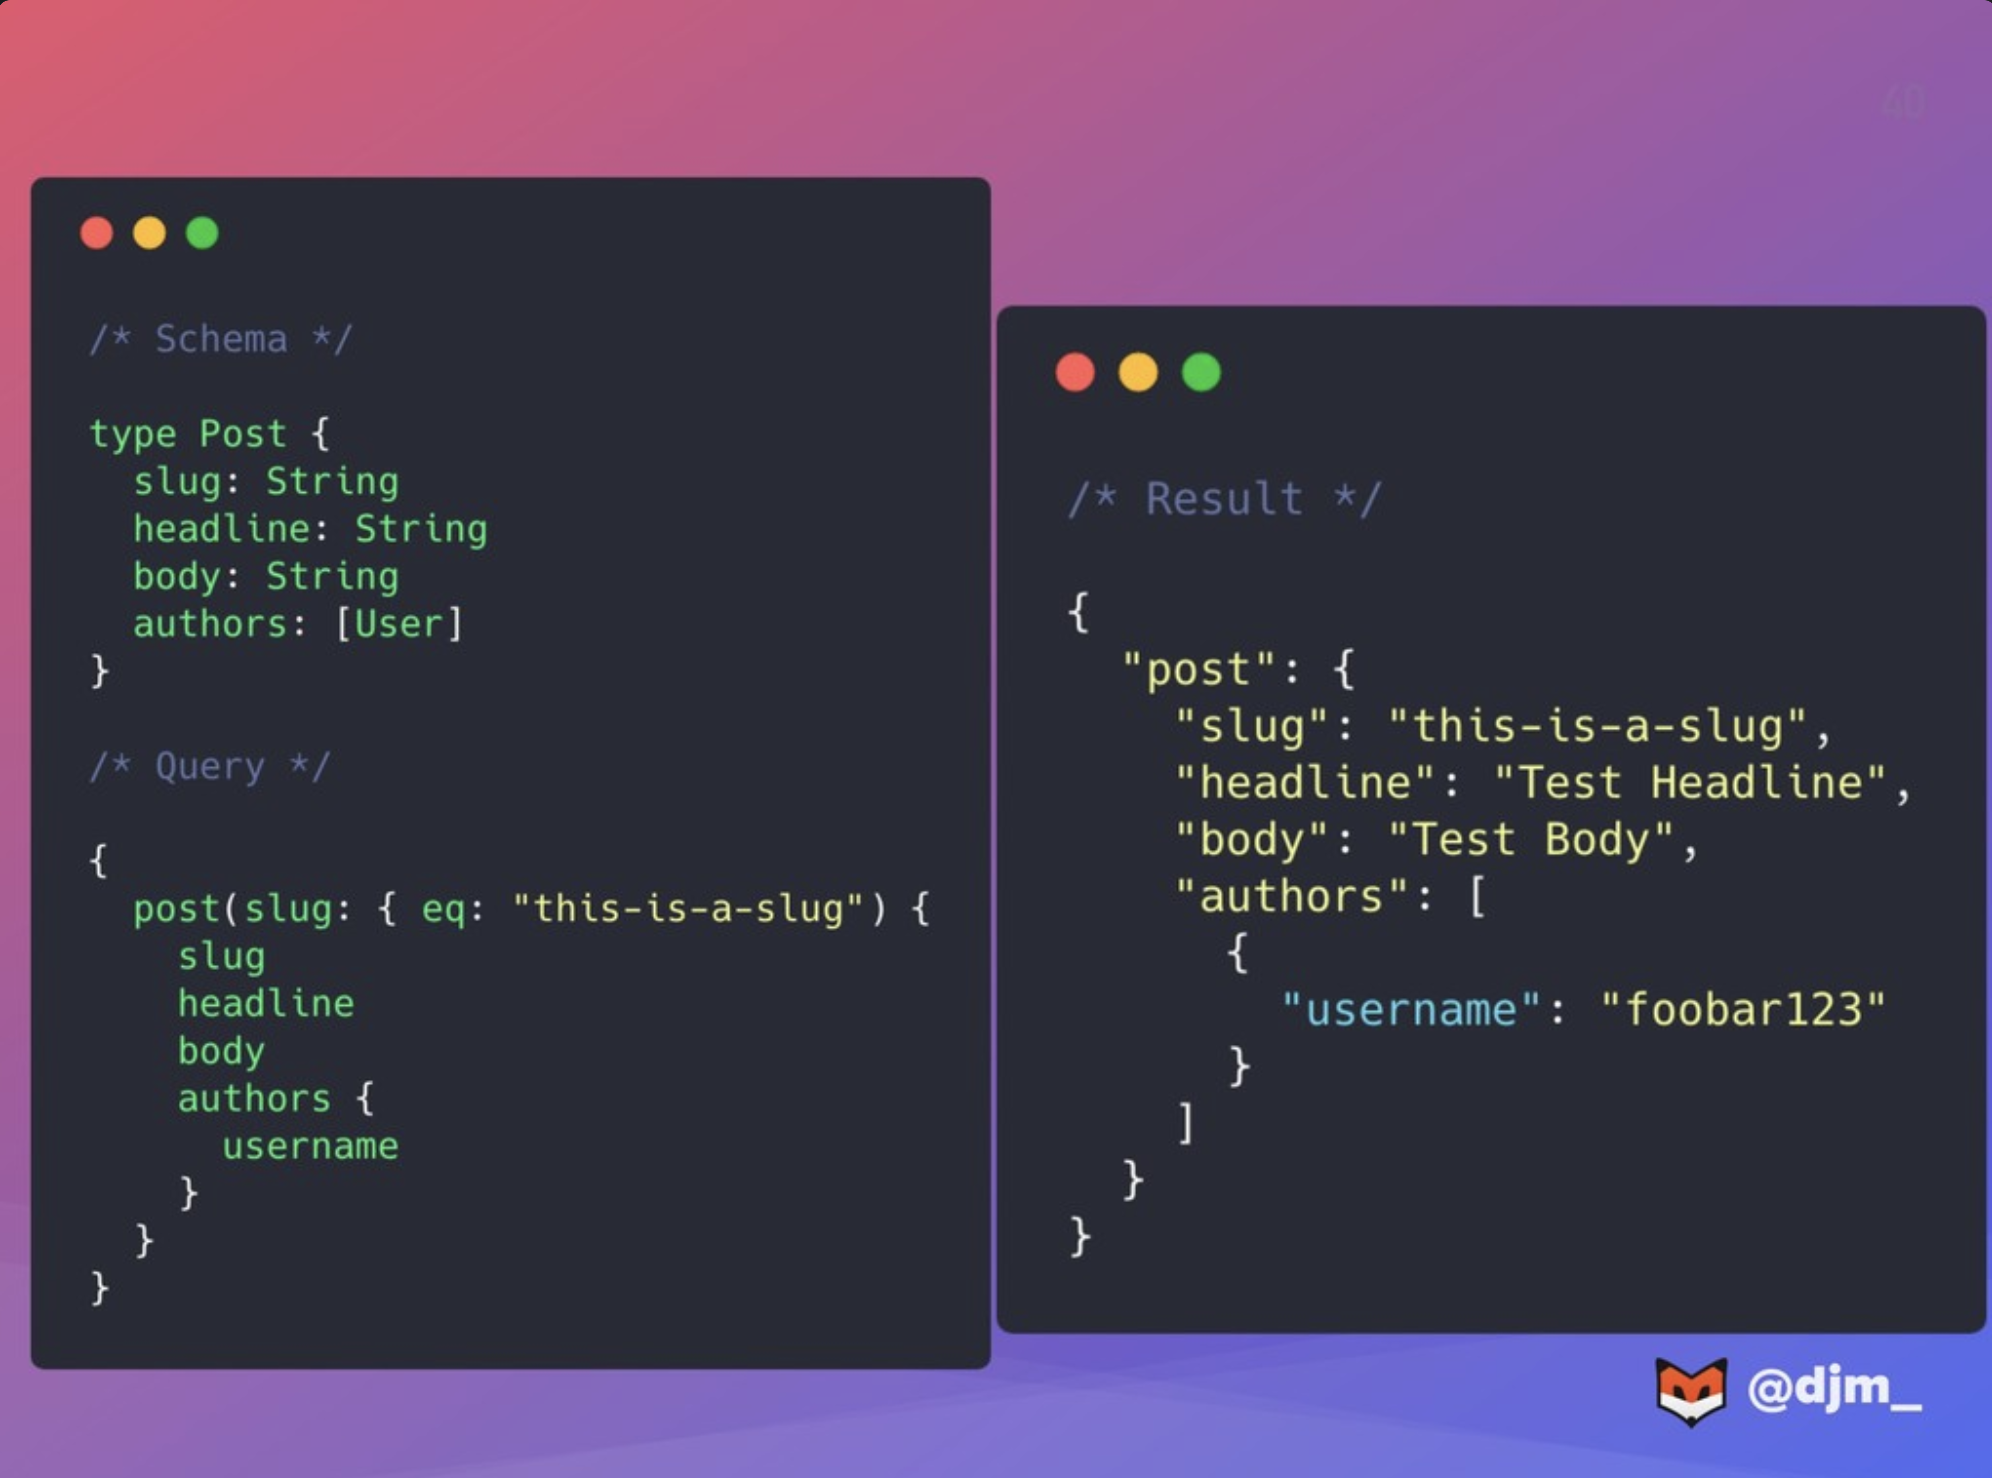 40
/* Schema */
type Post {
  slug: String
  headline: String
  body: String
  authors: [User]
}
/* Query */
{
  post(slug: { eq: "this-is-a-slug") {
    slug
    headline
    body
    authors {
      username
    }
  }
}
/* Result */
{
  "post": {
    "slug": "this-is-a-slug",
    "headline": "Test Headline",
    "body": "Test Body",
    "authors": [
      {
        "username": "foobar123"
      }
    ]
  }
}
@djm_